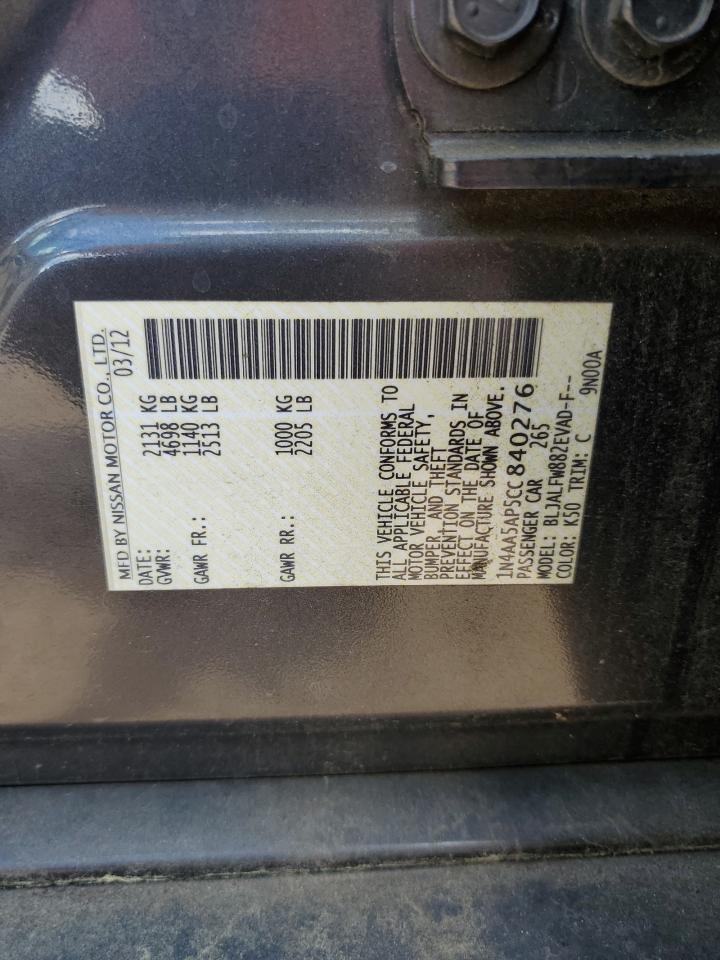 MFD BY NISSAN MOTOR CO., LTD.
DATE: 03/12
GVWR: 2131 KG
4698 LB
GAWR FR.: 1140 KG
2513 LB
GAWR RR.: 1000 KG
2205 LB
THIS VEHICLE CONFORMS TO
ALL APPLICABLE FEDERAL
MOTOR VEHICLE SAFETY,
BUMPER, AND THEFT
PREVENTION STANDARDS IN
EFFECT ON THE DATE OF
MANUFACTURE SHOWN ABOVE.
1N4AA5AP5CC840276
PASSENGER CAR 265
MODEL: BLJALFW882EVAD-F--
COLOR: K50 TRIM: C 9N00A